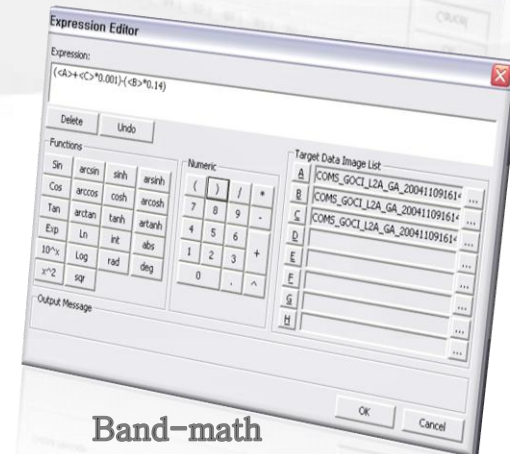 Cancel
Expression Editor
Expression:
(<A>+<C>*0.001)-(<B>*0.14)
Delete Undo
Functions
Sin arcsin sinh arsinh
Cos arccos cosh arcosh
Tan arctan tanh artanh
Exp Ln int abs
10^x Log rad deg
x^2 sqr
Numeric
( ) / *
7 8 9 -
4 5 6 +
1 2 3
0 . ^
Target Data Image List
A COMS_GOCI_L2A_GA_20041109161 ...
B COMS_GOCI_L2A_GA_20041109161 ...
C COMS_GOCI_L2A_GA_20041109161 ...
D ...
E ...
F ...
G ...
H ...
Output Message
OK Cancel
Band-math